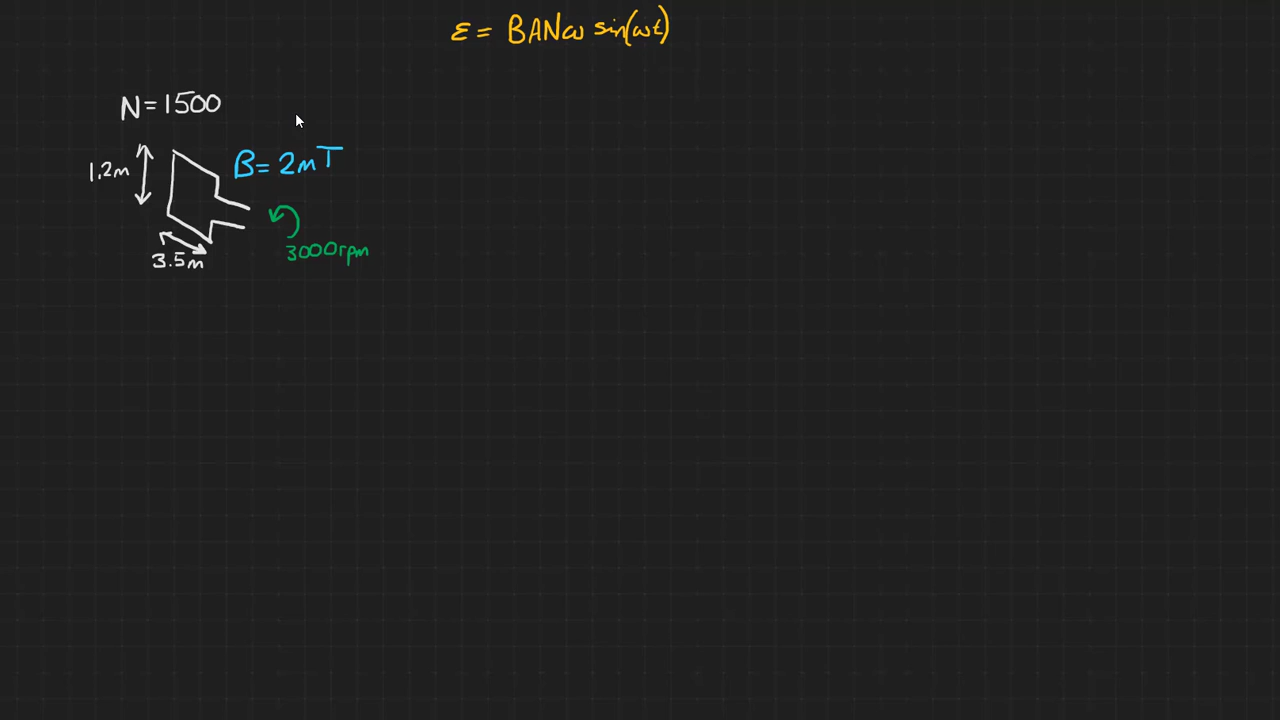 ε = BANω sin(ωt)
N = 1500
1.2m
B = 2mT
3000rpm
3.5m